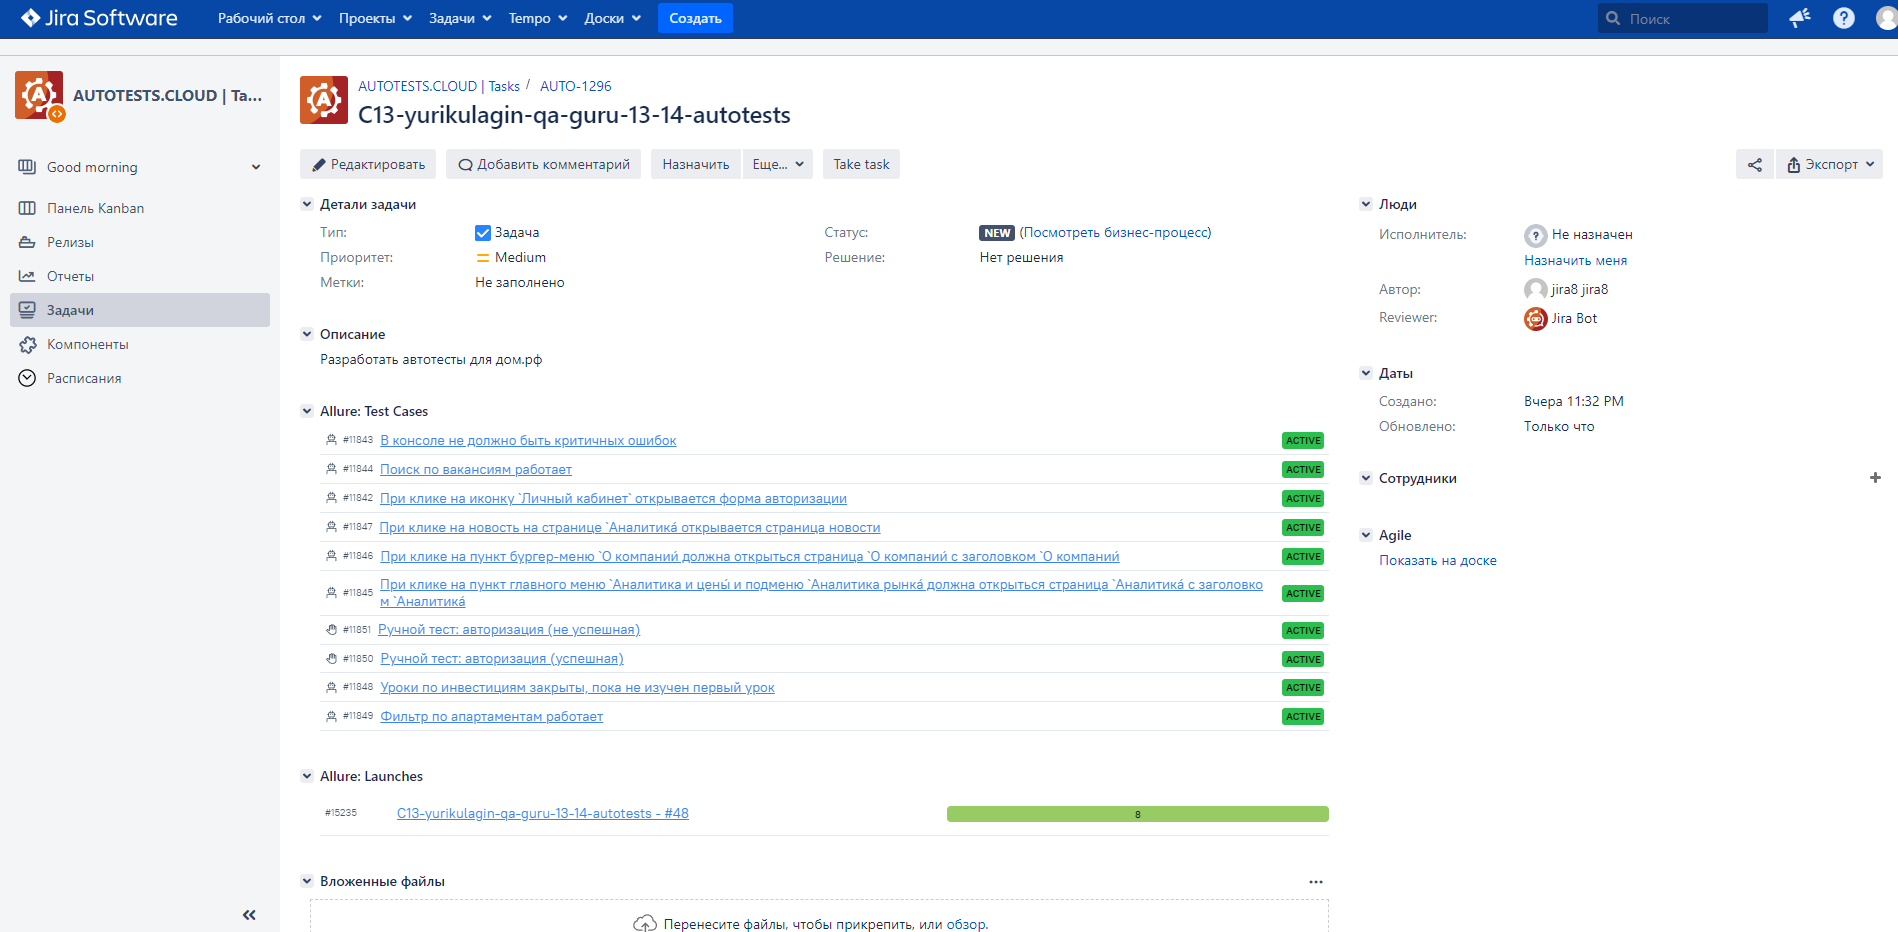 Jira Software
Рабочий стол
Проекты
Задачи
Tempo
Доски
Создать
Поиск
AUTOTESTS.CLOUD | Ta...
Good morning
Панель Kanban
Релизы
Отчеты
Задачи
Компоненты
Расписания
AUTOTESTS.CLOUD | Tasks / AUTO-1296
C13-yurikulagin-qa-guru-13-14-autotests
Редактировать
Добавить комментарий
Назначить
Еще...
Take task
Экспорт
Детали задачи
Тип: Задача
Статус: NEW (Посмотреть бизнес-процесс)
Приоритет: Medium
Решение: Нет решения
Метки: Не заполнено
Описание
Разработать автотесты для дом.рф
Allure: Test Cases
#11843 В консоле не должно быть критичных ошибок ACTIVE
#11844 Поиск по вакансиям работает ACTIVE
#11842 При клике на иконку `Личный кабинет` открывается форма авторизации ACTIVE
#11847 При клике на новость на странице `Аналитика́ открывается страница новости ACTIVE
#11846 При клике на пункт бургер-меню `О компании́ должна открыться страница `О компании́ с заголовком `О компании́ ACTIVE
#11845 При клике на пункт главного меню `Аналитика и цены́ и подменю `Аналитика рынка́ должна открыться страница `Аналитика́ с заголовко
м `Аналитика́ ACTIVE
#11851 Ручной тест: авторизация (не успешная) ACTIVE
#11850 Ручной тест: авторизация (успешная) ACTIVE
#11848 Уроки по инвестициям закрыты, пока не изучен первый урок ACTIVE
#11849 Фильтр по апартаментам работает ACTIVE
Allure: Launches
#15235 C13-yurikulagin-qa-guru-13-14-autotests - #48 8
Вложенные файлы
Перенесите файлы, чтобы прикрепить, или обзор.
Люди
Исполнитель: Не назначен
Назначить меня
Автор: jira8 jira8
Reviewer: Jira Bot
Даты
Создано: Вчера 11:32 PM
Обновлено: Только что
Сотрудники
Agile
Показать на доске